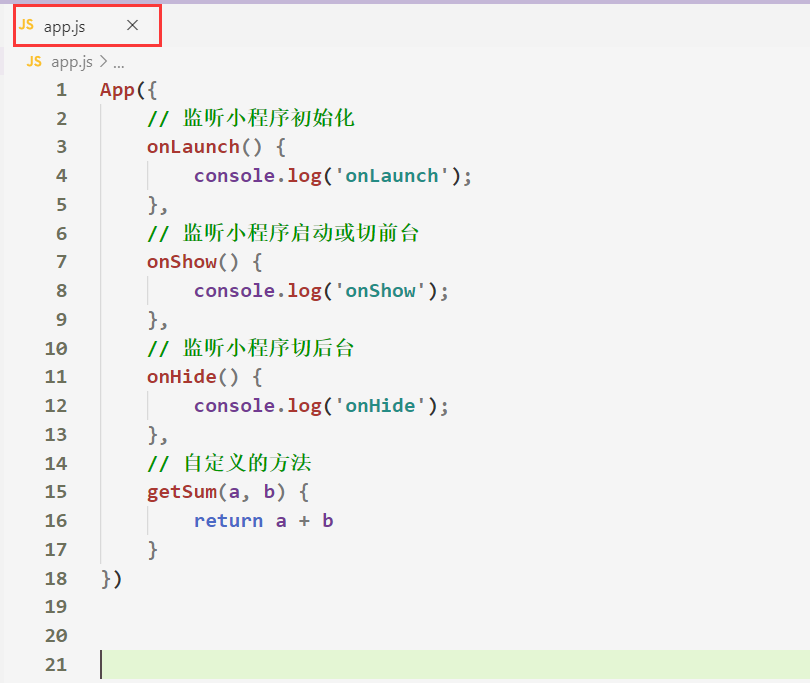 JS app.js ×
JS app.js > ...
1 App({
2     // 监听小程序初始化
3     onLaunch() {
4         console.log('onLaunch');
5     },
6     // 监听小程序启动或切前台
7     onShow() {
8         console.log('onShow');
9     },
10     // 监听小程序切后台
11     onHide() {
12         console.log('onHide');
13     },
14     // 自定义的方法
15     getSum(a, b) {
16         return a + b
17     }
18 })
19
20
21